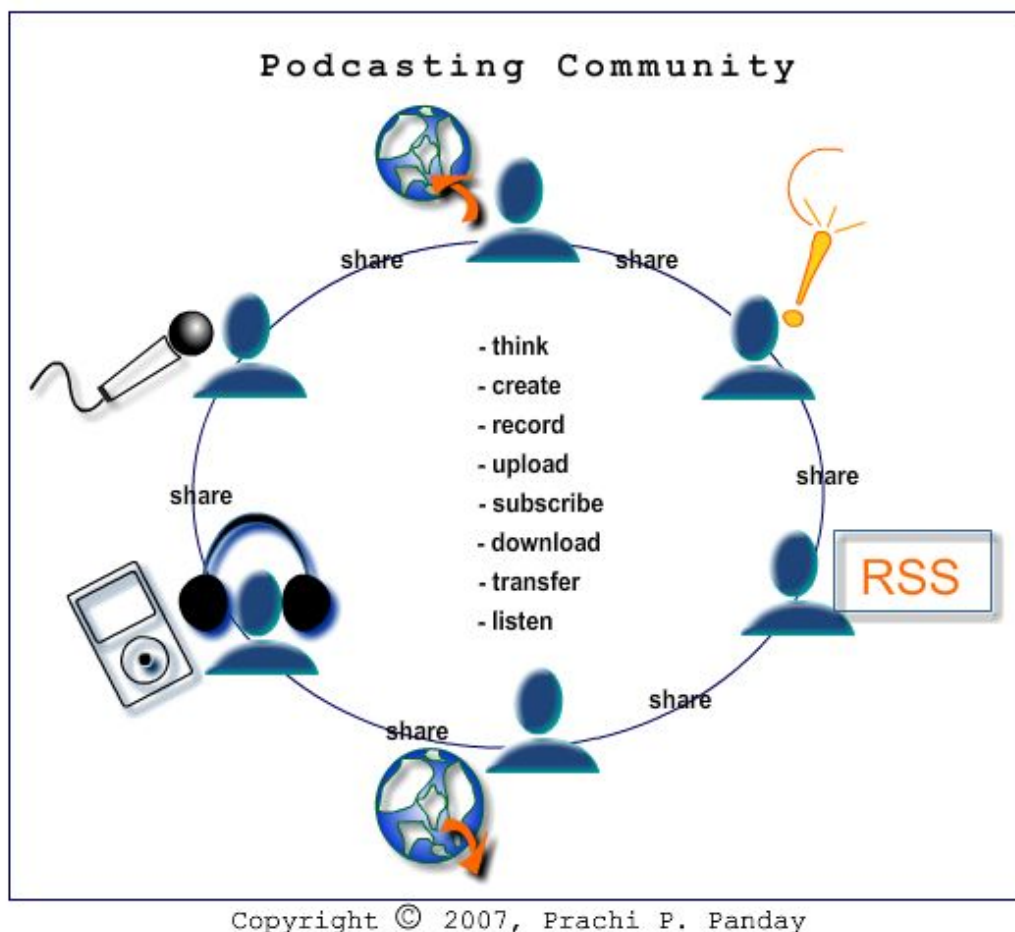 Podcasting Community
share
share
- think
- create
- record
- upload
- subscribe
- download
- transfer
- listen
share
share
RSS
share
share
Copyright © 2007, Prachi P. Panday